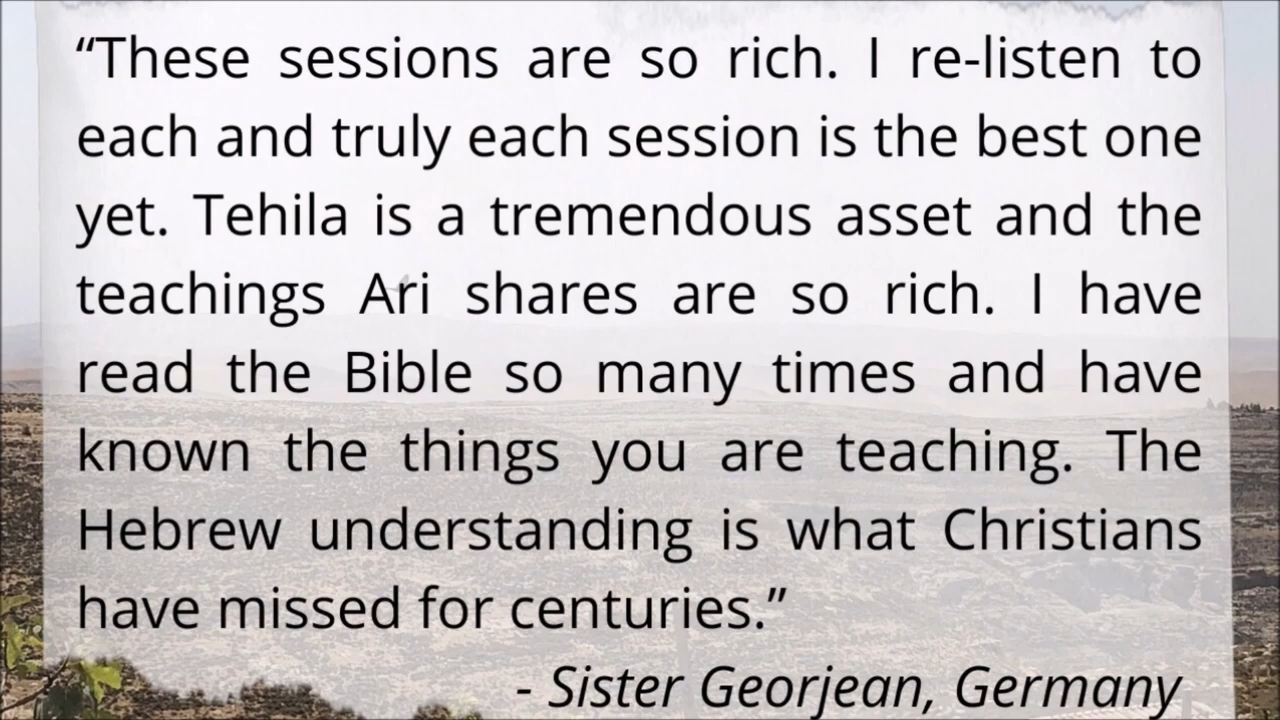 “These sessions are so rich. I re-listen to
each and truly each session is the best one
yet. Tehila is a tremendous asset and the
teachings Ari shares are so rich. I have
read the Bible so many times and have
known the things you are teaching. The
Hebrew understanding is what Christians
have missed for centuries.”
- Sister Georjean, Germany